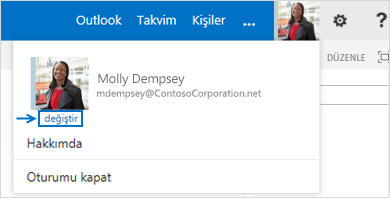 Outlook Takvim Kişiler ... ?
DÜZENLE
Molly Dempsey
mdempsey@ContosoCorporation.net
değiştir
Hakkımda
Oturumu kapat